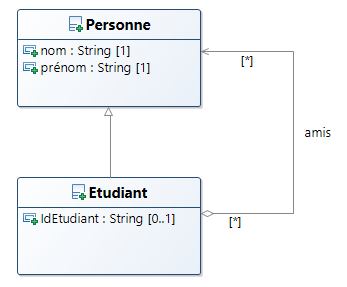 Personne
nom : String [1]
prénom : String [1]
[*]
amis
Etudiant
IdEtudiant : String [0..1]
[*]